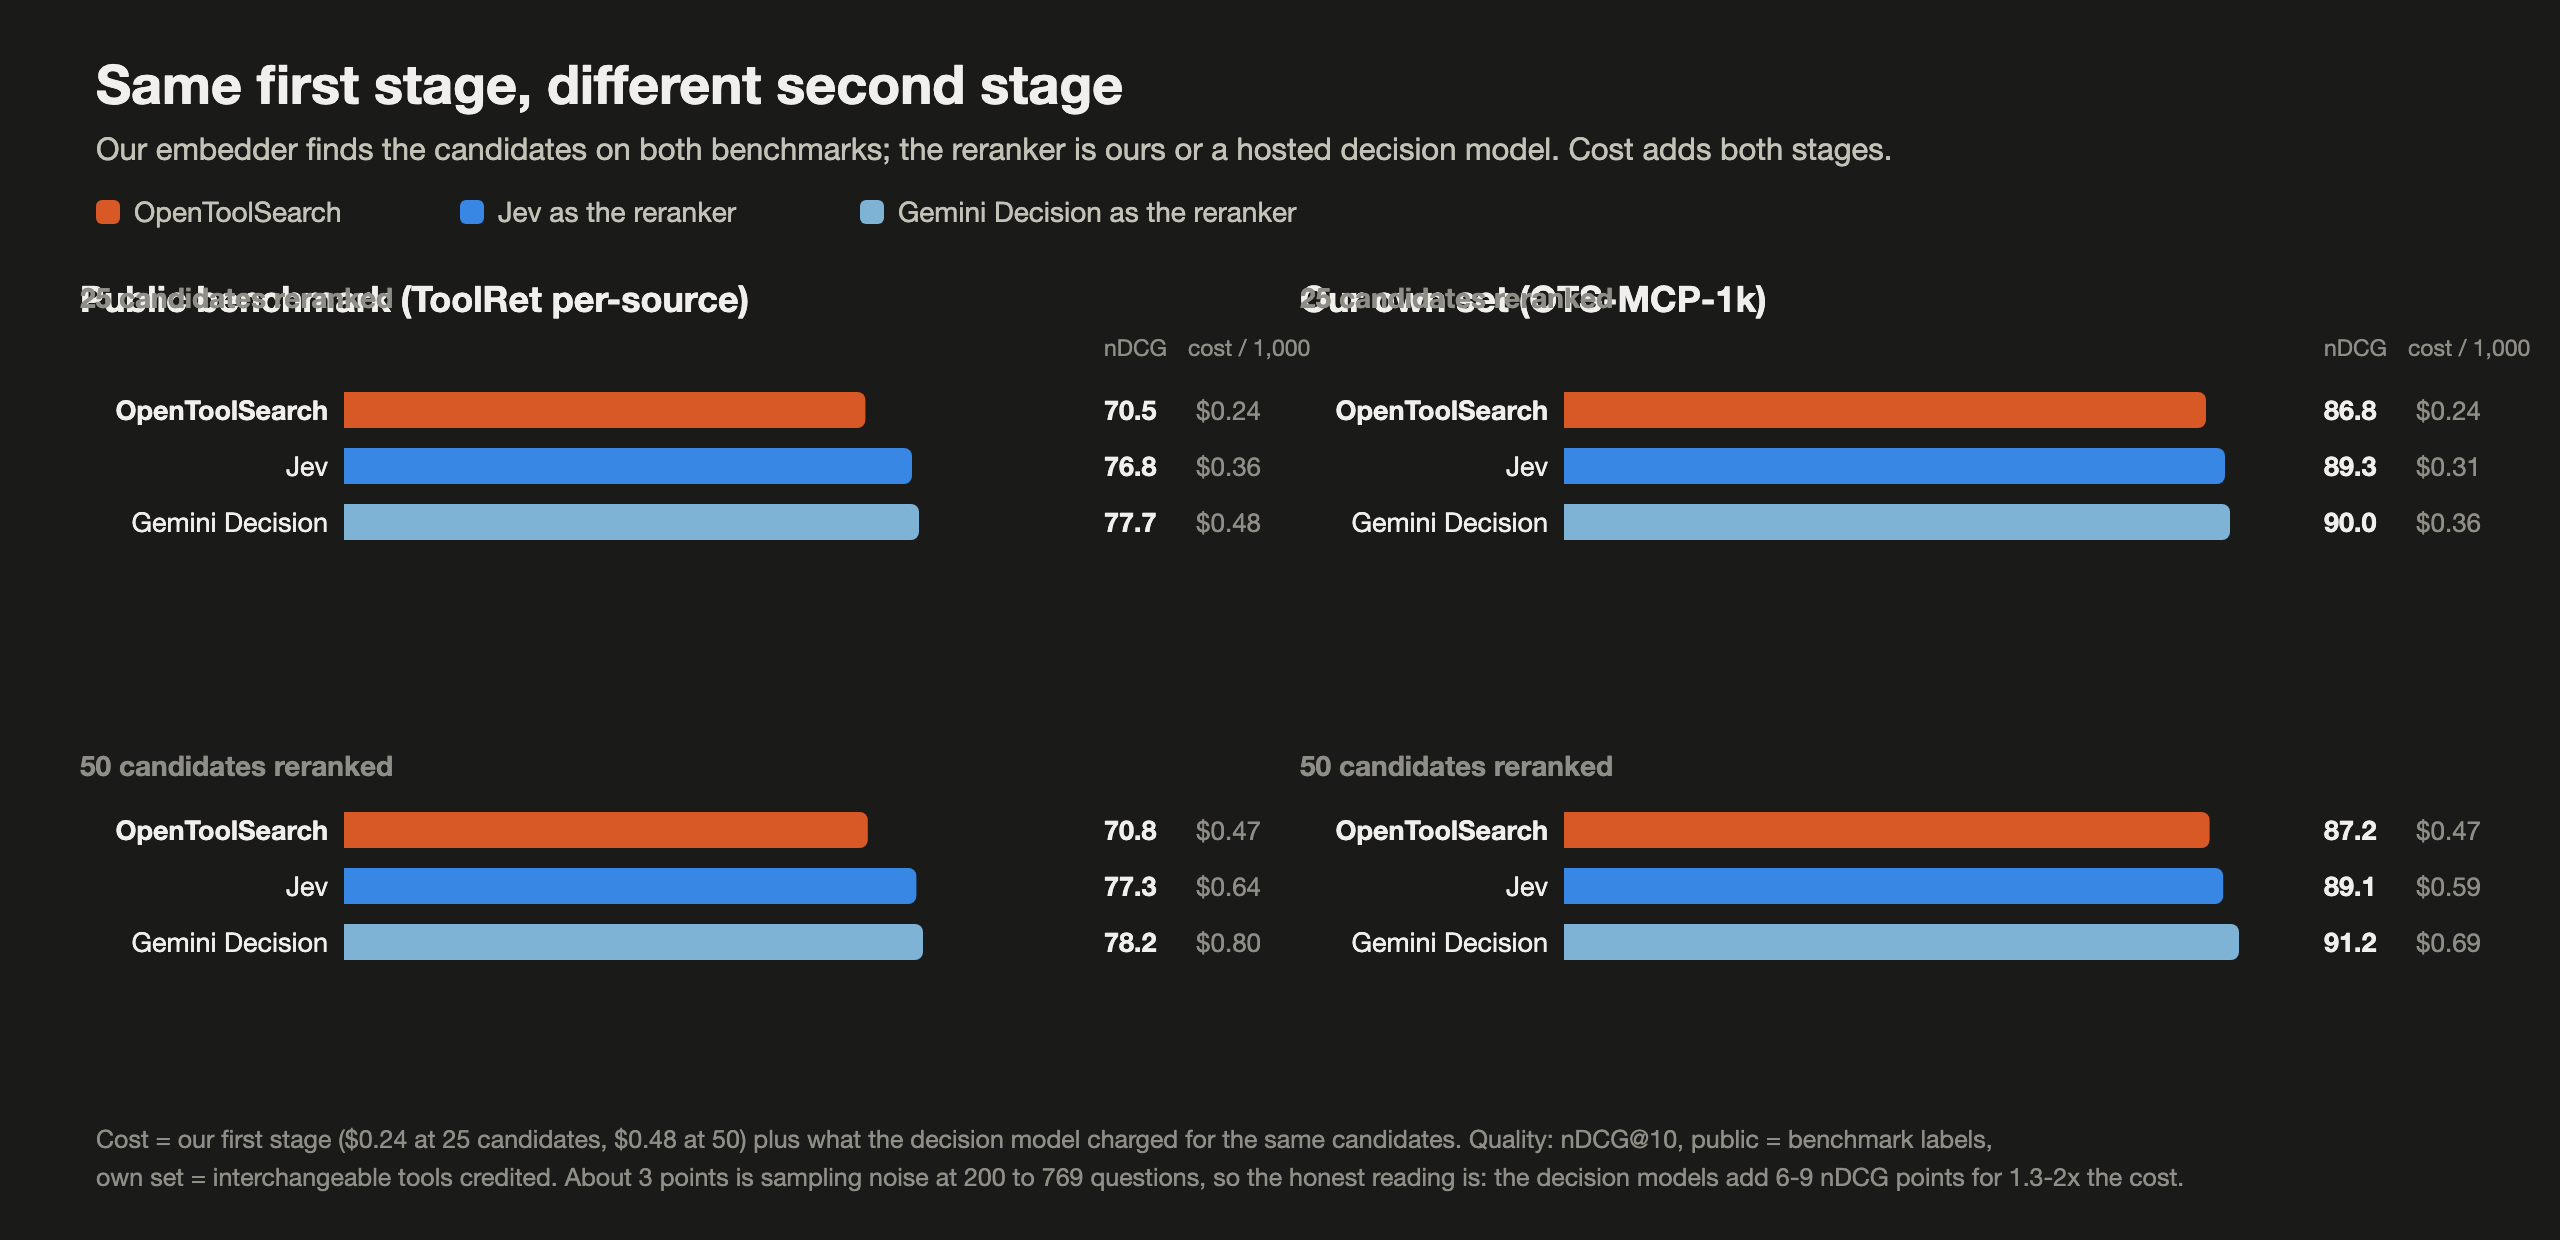 Same first stage, different second stage
Our embedder finds the candidates on both benchmarks; the reranker is ours or a hosted decision model. Cost adds both stages.
OpenToolSearch
Jev as the reranker
Gemini Decision as the reranker
Public benchmark (ToolRet per-source)
25 candidates reranked
nDCG cost / 1,000
OpenToolSearch 70.5 $0.24
Jev 76.8 $0.36
Gemini Decision 77.7 $0.48
50 candidates reranked
OpenToolSearch 70.8 $0.47
Jev 77.3 $0.64
Gemini Decision 78.2 $0.80
Our own set (OTS-MCP-1k)
25 candidates reranked
nDCG cost / 1,000
OpenToolSearch 86.8 $0.24
Jev 89.3 $0.31
Gemini Decision 90.0 $0.36
50 candidates reranked
OpenToolSearch 87.2 $0.47
Jev 89.1 $0.59
Gemini Decision 91.2 $0.69
Cost = our first stage ($0.24 at 25 candidates, $0.48 at 50) plus what the decision model charged for the same candidates. Quality: nDCG@10, public = benchmark labels,
own set = interchangeable tools credited. About 3 points is sampling noise at 200 to 769 questions, so the honest reading is: the decision models add 6-9 nDCG points for 1.3-2x the cost.